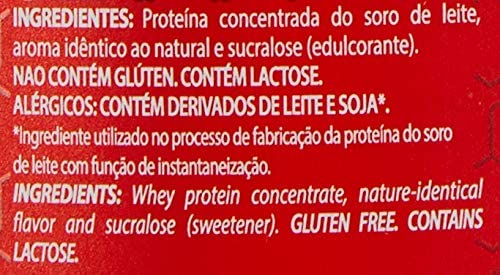 INGREDIENTES: Proteína concentrada do soro de leite,
aroma idêntico ao natural e sucralose (edulcorante).
NAO CONTÉM GLÚTEN. CONTÉM LACTOSE.
ALÉRGICOS: CONTÉM DERIVADOS DE LEITE E SOJA*.
*Ingrediente utilizado no processo de fabricação da proteína do soro
de leite com função de instantaneização.
INGREDIENTS: Whey protein concentrate, nature-identical
flavor and sucralose (sweetener). GLUTEN FREE. CONTAINS
LACTOSE.